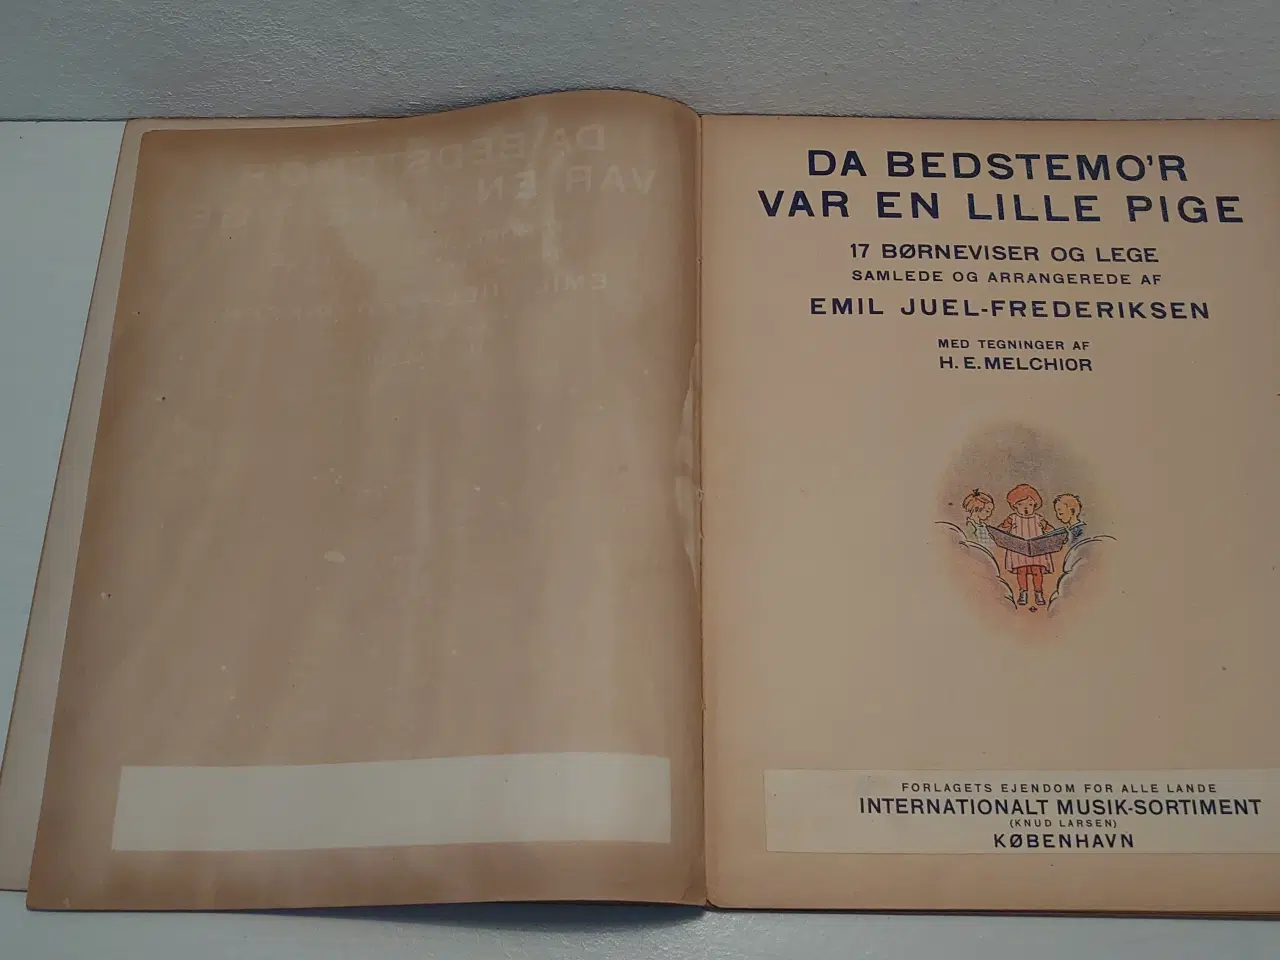 DA BEDSTEMO'R
VAR EN LILLE PIGE
17 BØRNEVISER OG LEGE
SAMLEDE OG ARRANGEREDE AF
EMIL JUEL-FREDERIKSEN
MED TEGNINGER AF
H. E. MELCHIOR
FORLAGETS EJENDOM FOR ALLE LANDE
INTERNATIONALT MUSIK-SORTIMENT
(KNUD LARSEN)
KØBENHAVN